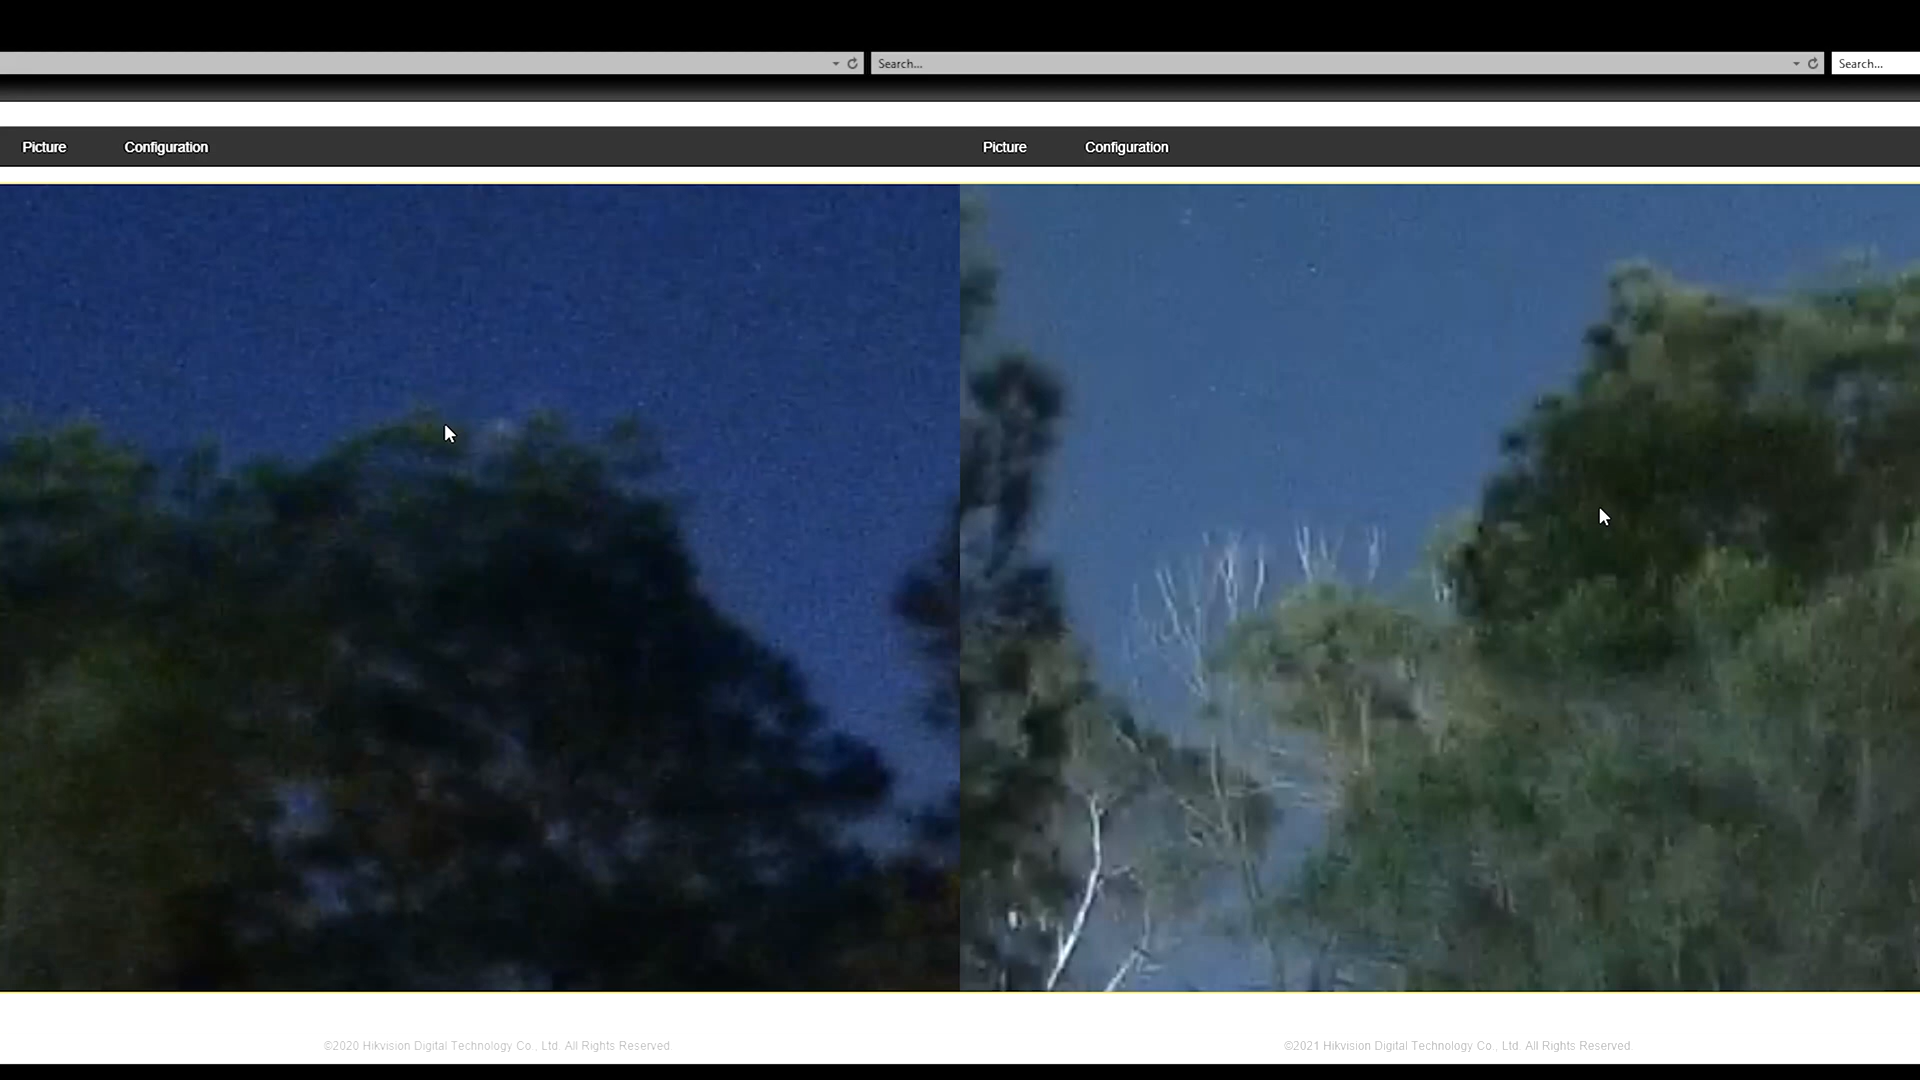 Search...
Search...
Picture Configuration
Picture Configuration
©2020 Hikvision Digital Technology Co., Ltd. All Rights Reserved.
©2021 Hikvision Digital Technology Co., Ltd. All Rights Reserved.